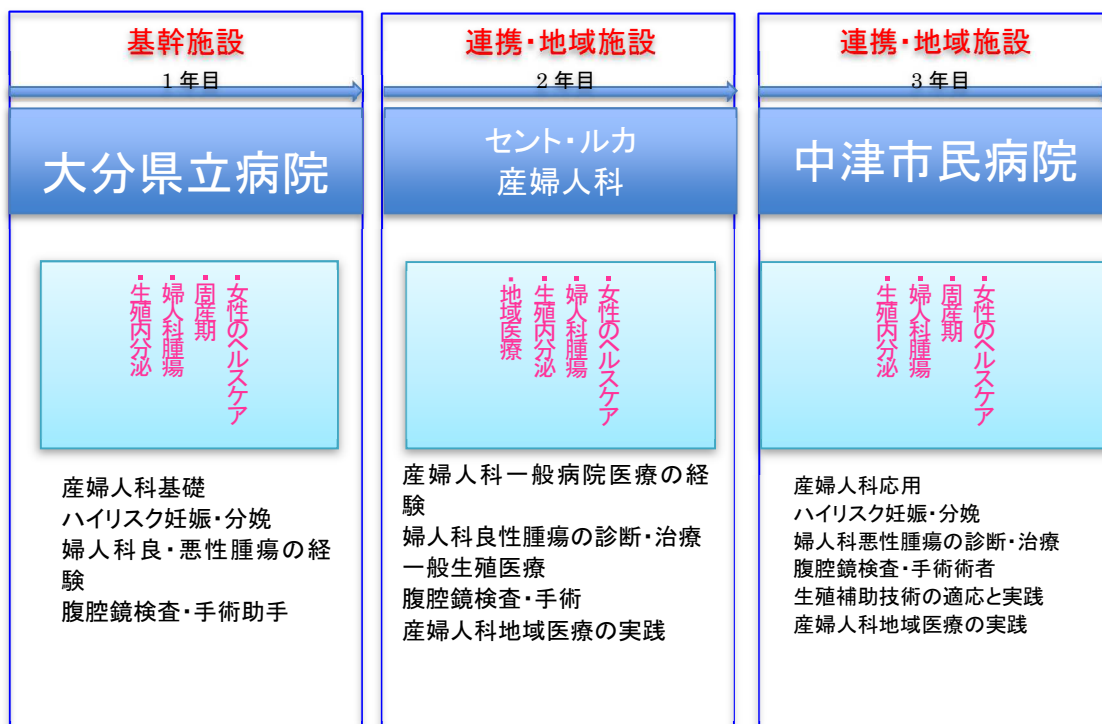 基幹施設
1年目
大分県立病院
・女性のヘルスケア
・周産期
・婦人科腫瘍
・生殖内分泌
産婦人科基礎
ハイリスク妊娠・分娩
婦人科良・悪性腫瘍の経
験
腹腔鏡検査・手術助手
連携・地域施設
2年目
セント・ルカ
産婦人科
・女性のヘルスケア
・婦人科腫瘍
・生殖内分泌
・地域医療
産婦人科一般病院医療の経
験
婦人科良性腫瘍の診断・治療
一般生殖医療
腹腔鏡検査・手術
産婦人科地域医療の実践
連携・地域施設
3年目
中津市民病院
・女性のヘルスケア
・周産期
・婦人科腫瘍
・生殖内分泌
産婦人科応用
ハイリスク妊娠・分娩
婦人科悪性腫瘍の診断・治療
腹腔鏡検査・手術術者
生殖補助技術の適応と実践
産婦人科地域医療の実践